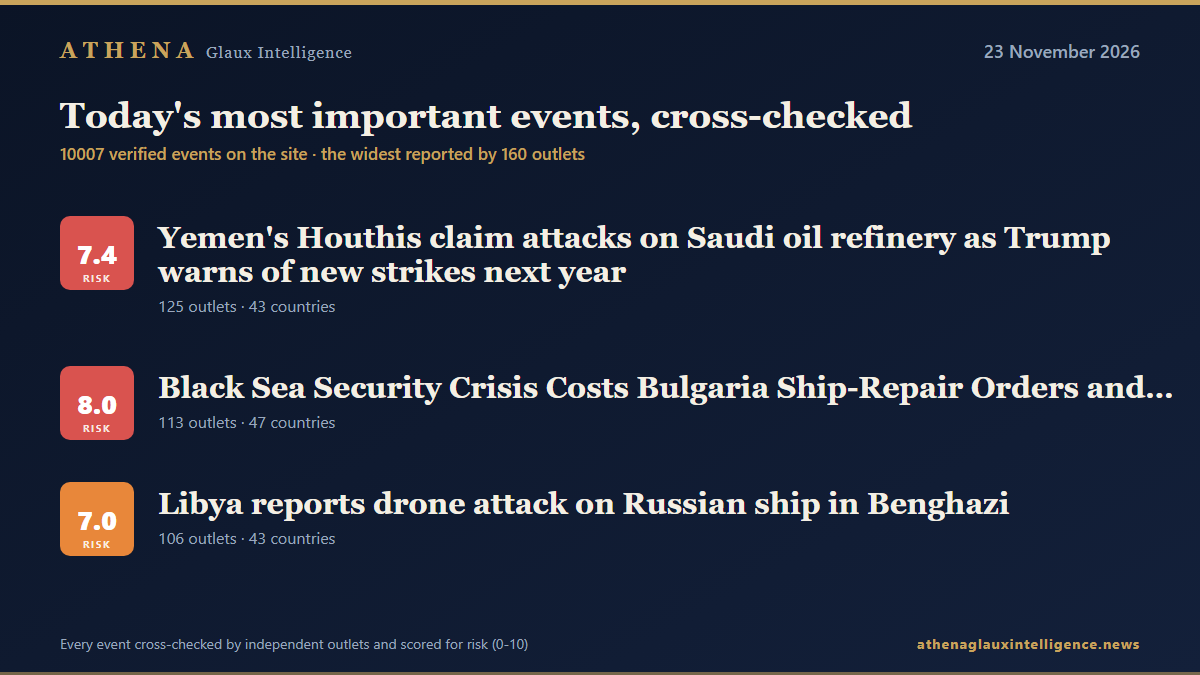 ATHENA Glaux Intelligence
23 November 2026
Today's most important events, cross-checked
10007 verified events on the site · the widest reported by 160 outlets
7.4
RISK
Yemen's Houthis claim attacks on Saudi oil refinery as Trump
warns of new strikes next year
125 outlets · 43 countries
8.0
RISK
Black Sea Security Crisis Costs Bulgaria Ship-Repair Orders and...
113 outlets · 47 countries
7.0
RISK
Libya reports drone attack on Russian ship in Benghazi
106 outlets · 43 countries
Every event cross-checked by independent outlets and scored for risk (0-10)
athenaglauxintelligence.news